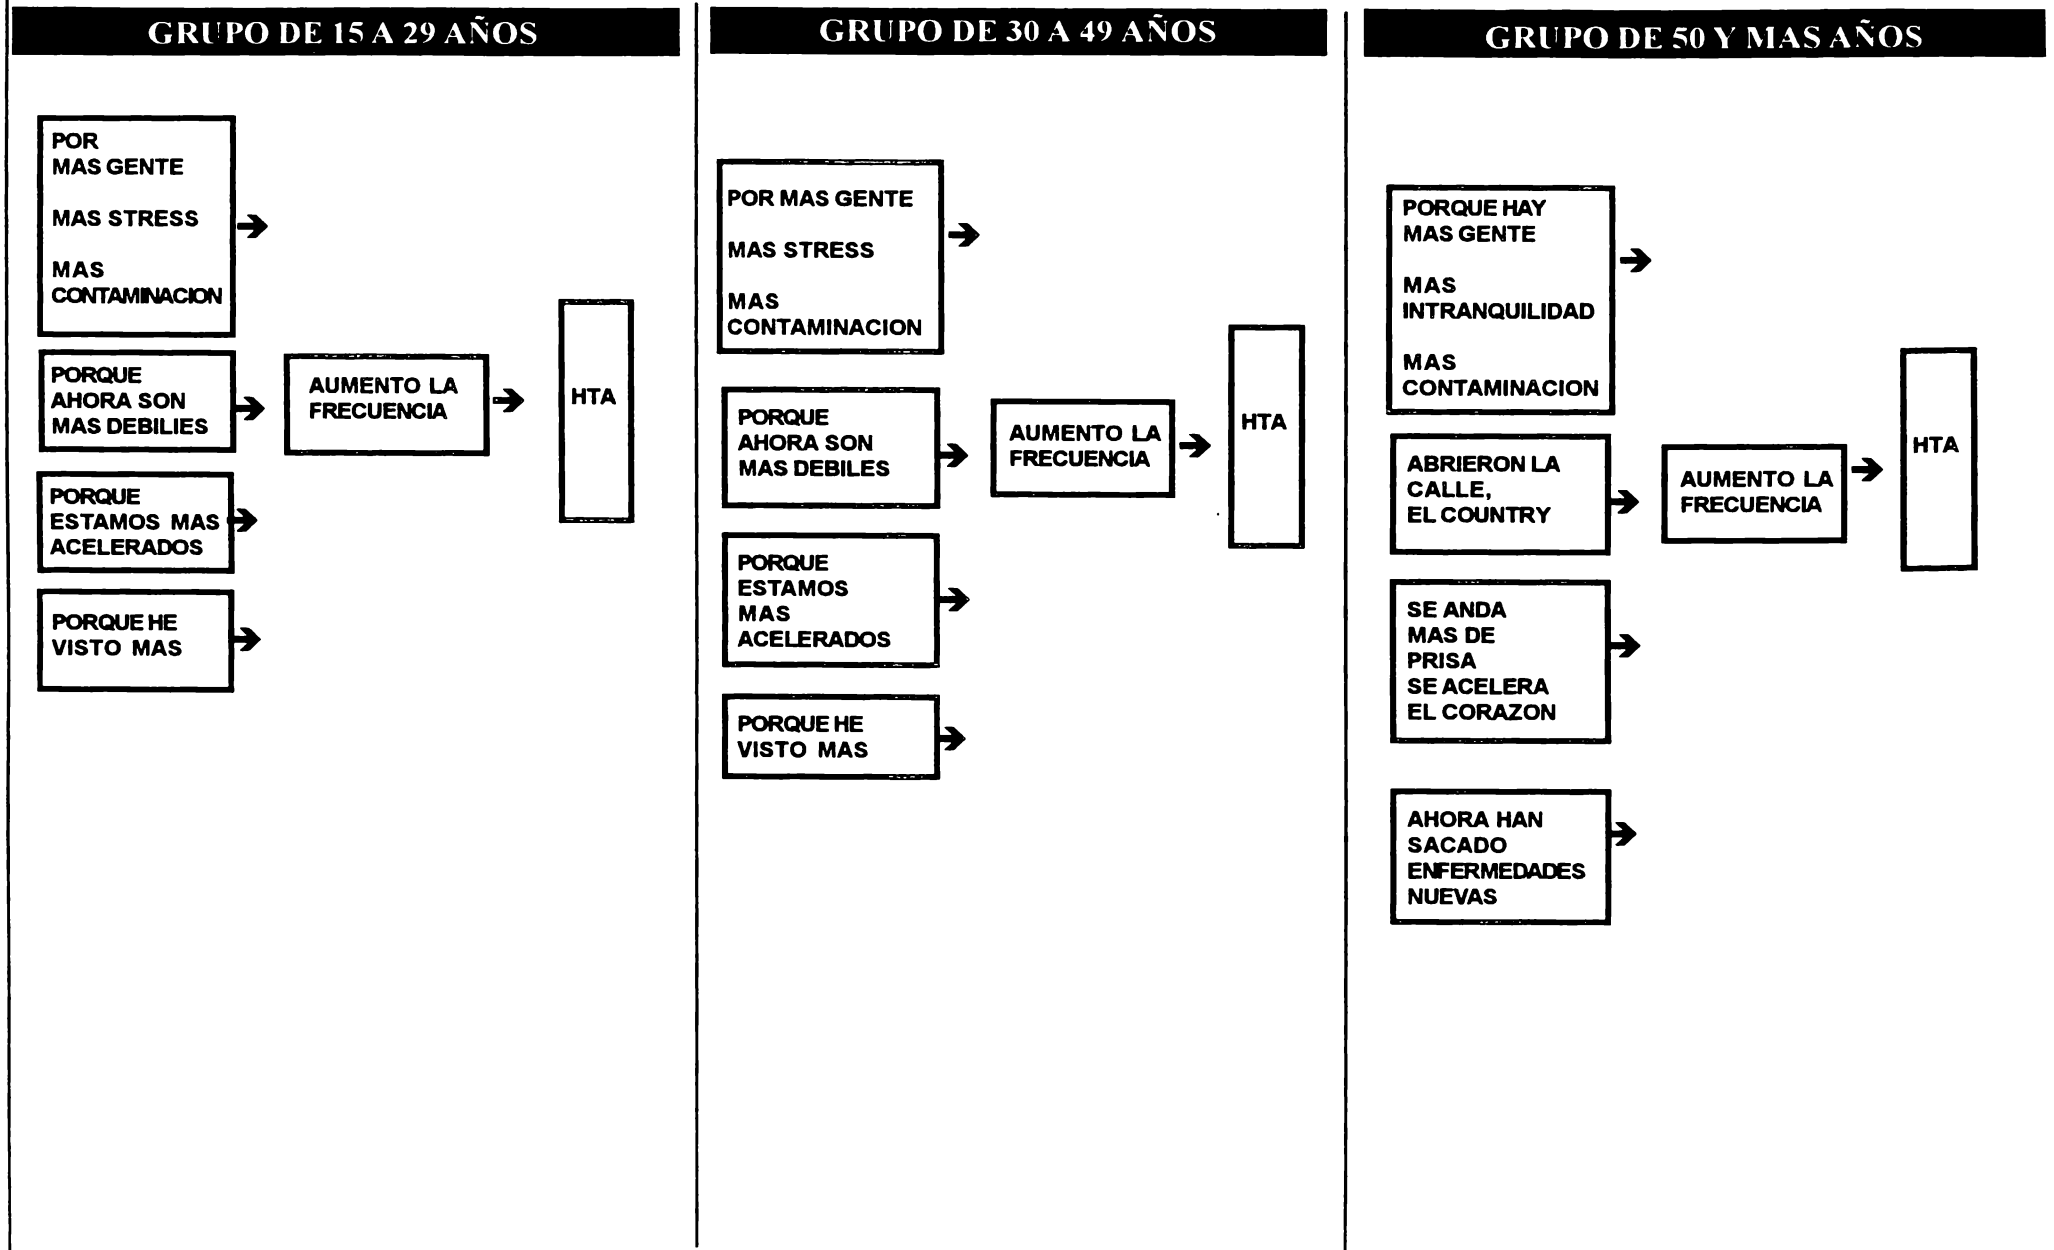 GRUPO DE 15 A 29 AÑOS
POR
MAS GENTE
MAS STRESS
MAS
CONTAMINACION
PORQUE
AHORA SON
MAS DEBILIES
PORQUE
ESTAMOS MAS
ACELERADOS
PORQUE HE
VISTO MAS
AUMENTO LA
FRECUENCIA
HTA
GRUPO DE 30 A 49 AÑOS
POR MAS GENTE
MAS STRESS
MAS
CONTAMINACION
PORQUE
AHORA SON
MAS DEBILES
PORQUE
ESTAMOS
MAS
ACELERADOS
PORQUE HE
VISTO MAS
AUMENTO LA
FRECUENCIA
HTA
GRUPO DE 50 Y MAS AÑOS
PORQUE HAY
MAS GENTE
MAS
INTRANQUILIDAD
MAS
CONTAMINACION
ABRIERON LA
CALLE,
EL COUNTRY
SE ANDA
MAS DE
PRISA
SE ACELERA
EL CORAZON
AHORA HAN
SACADO
ENFERMEDADES
NUEVAS
AUMENTO LA
FRECUENCIA
HTA